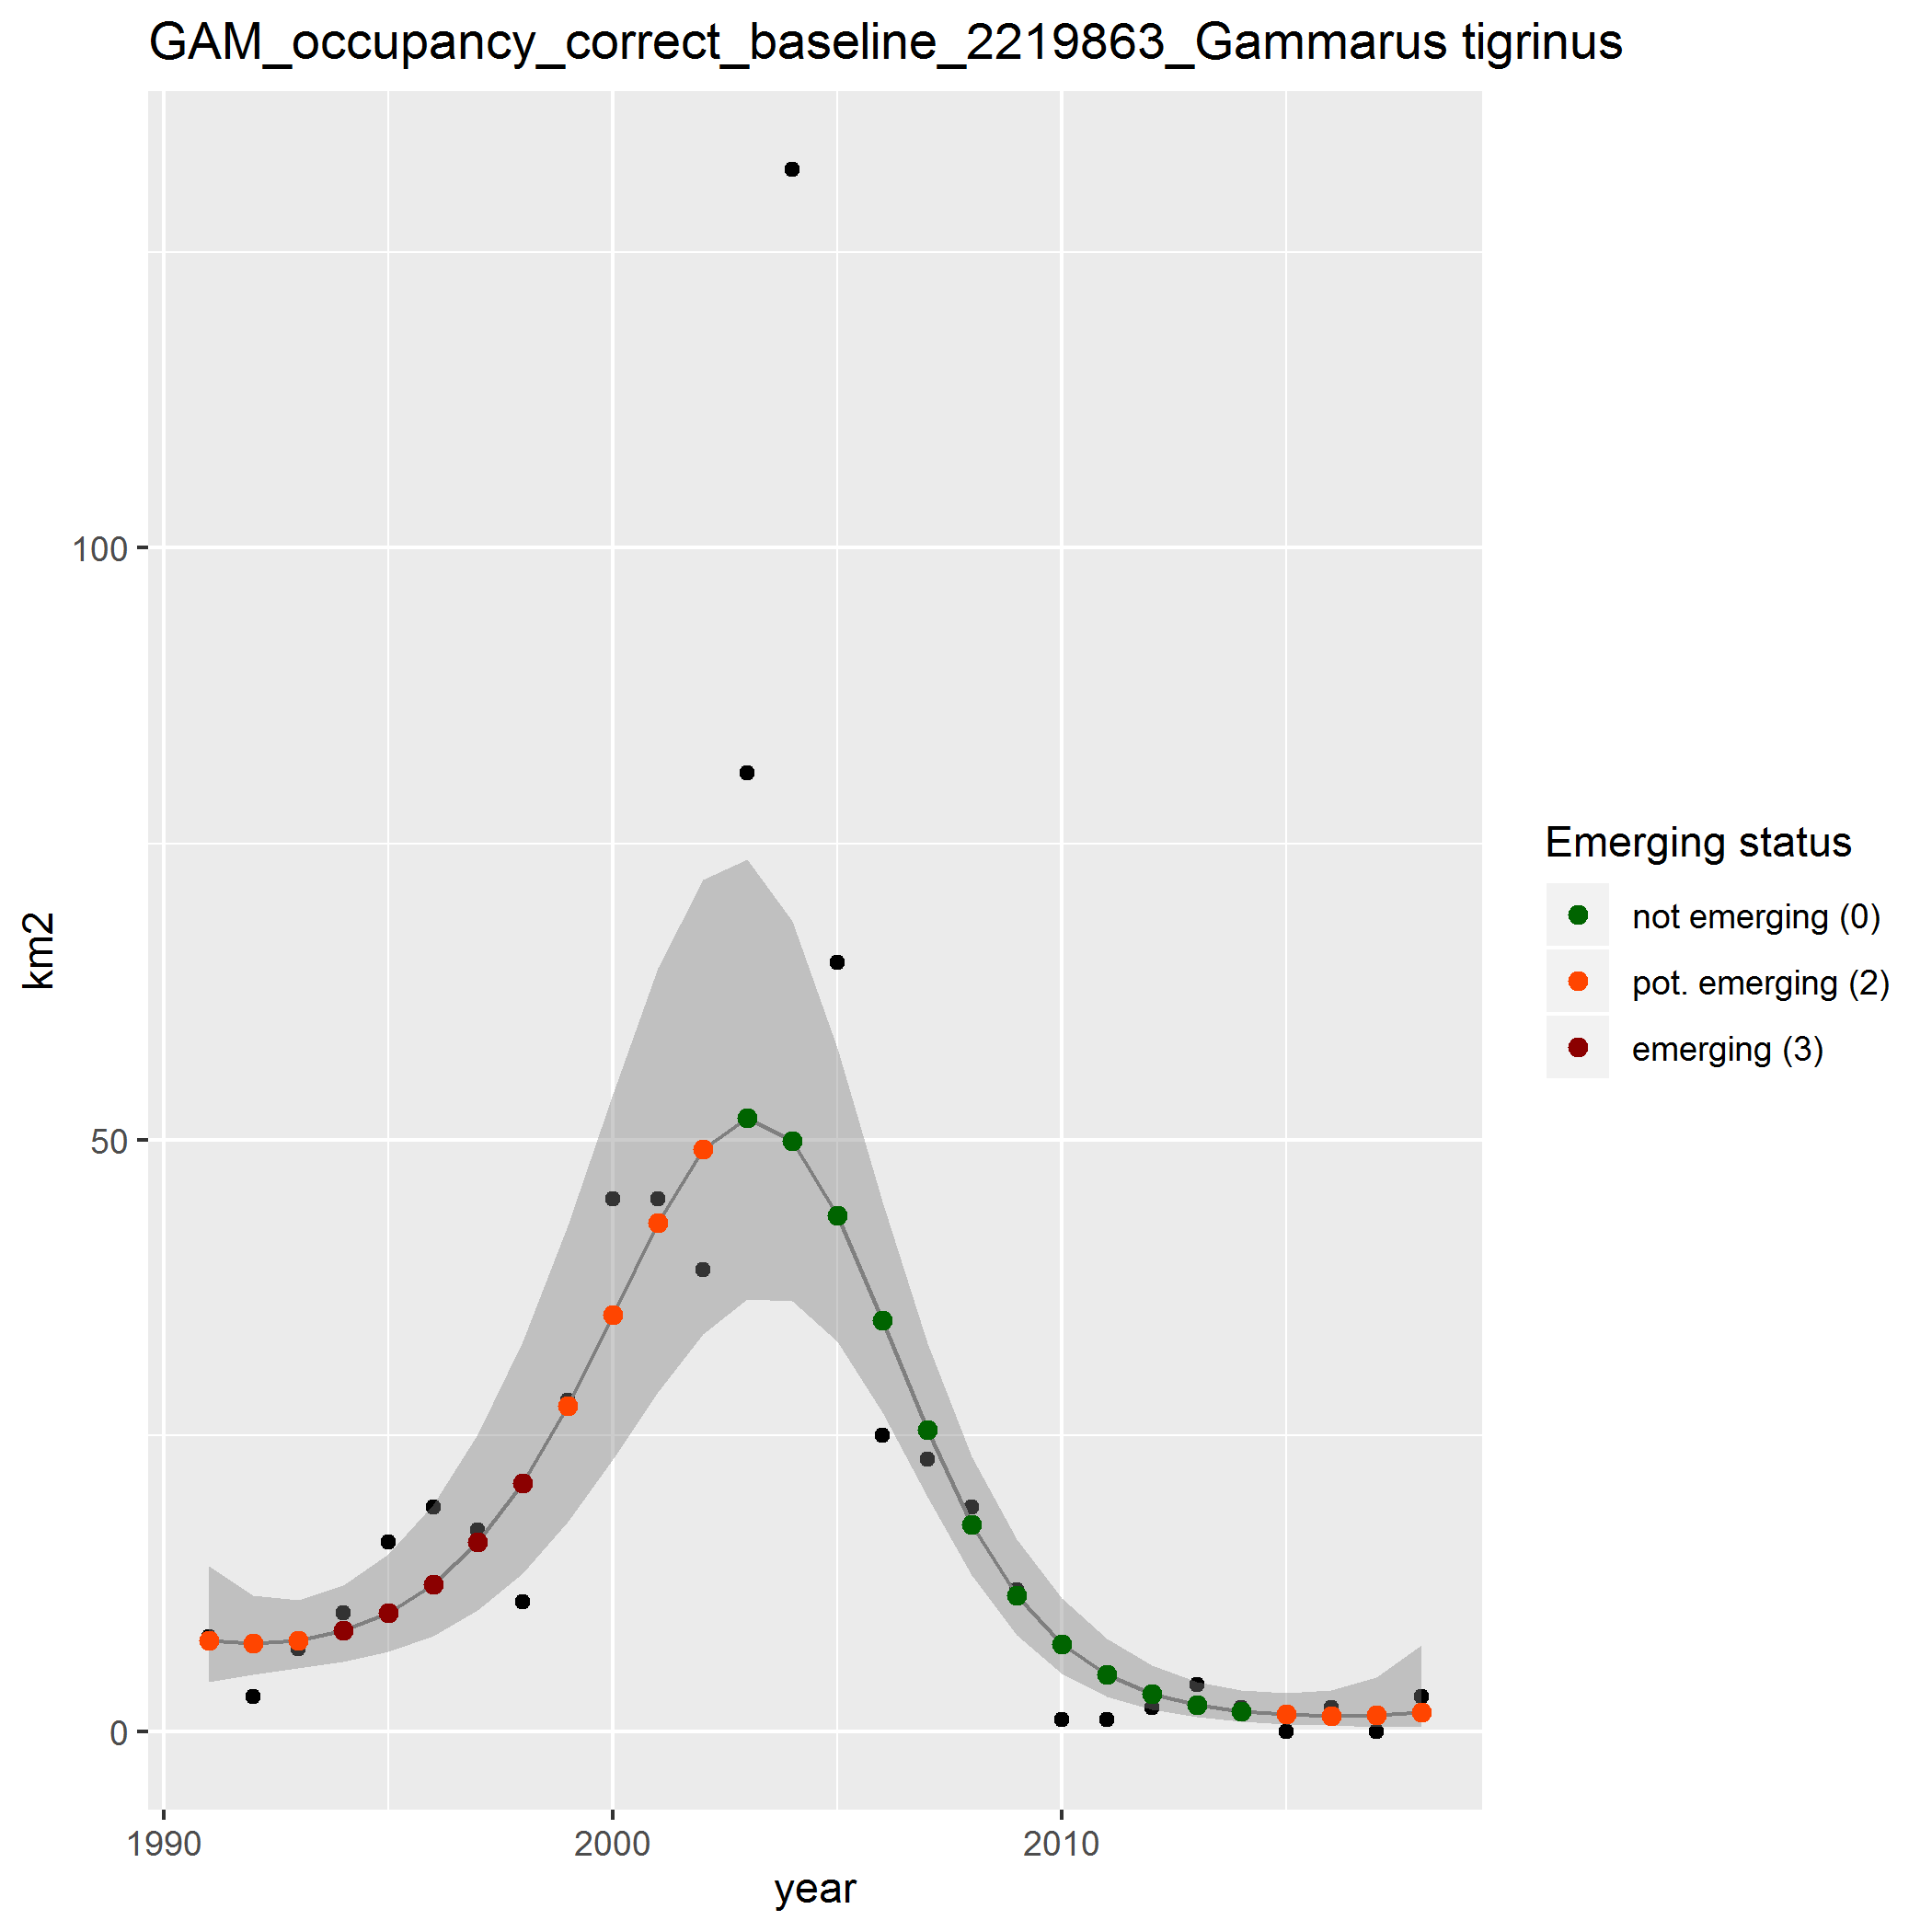 GAM_occupancy_correct_baseline_2219863_Gammarus tigrinus
100
50
0
km2
1990
2000
2010
year
Emerging status
not emerging (0)
pot. emerging (2)
emerging (3)